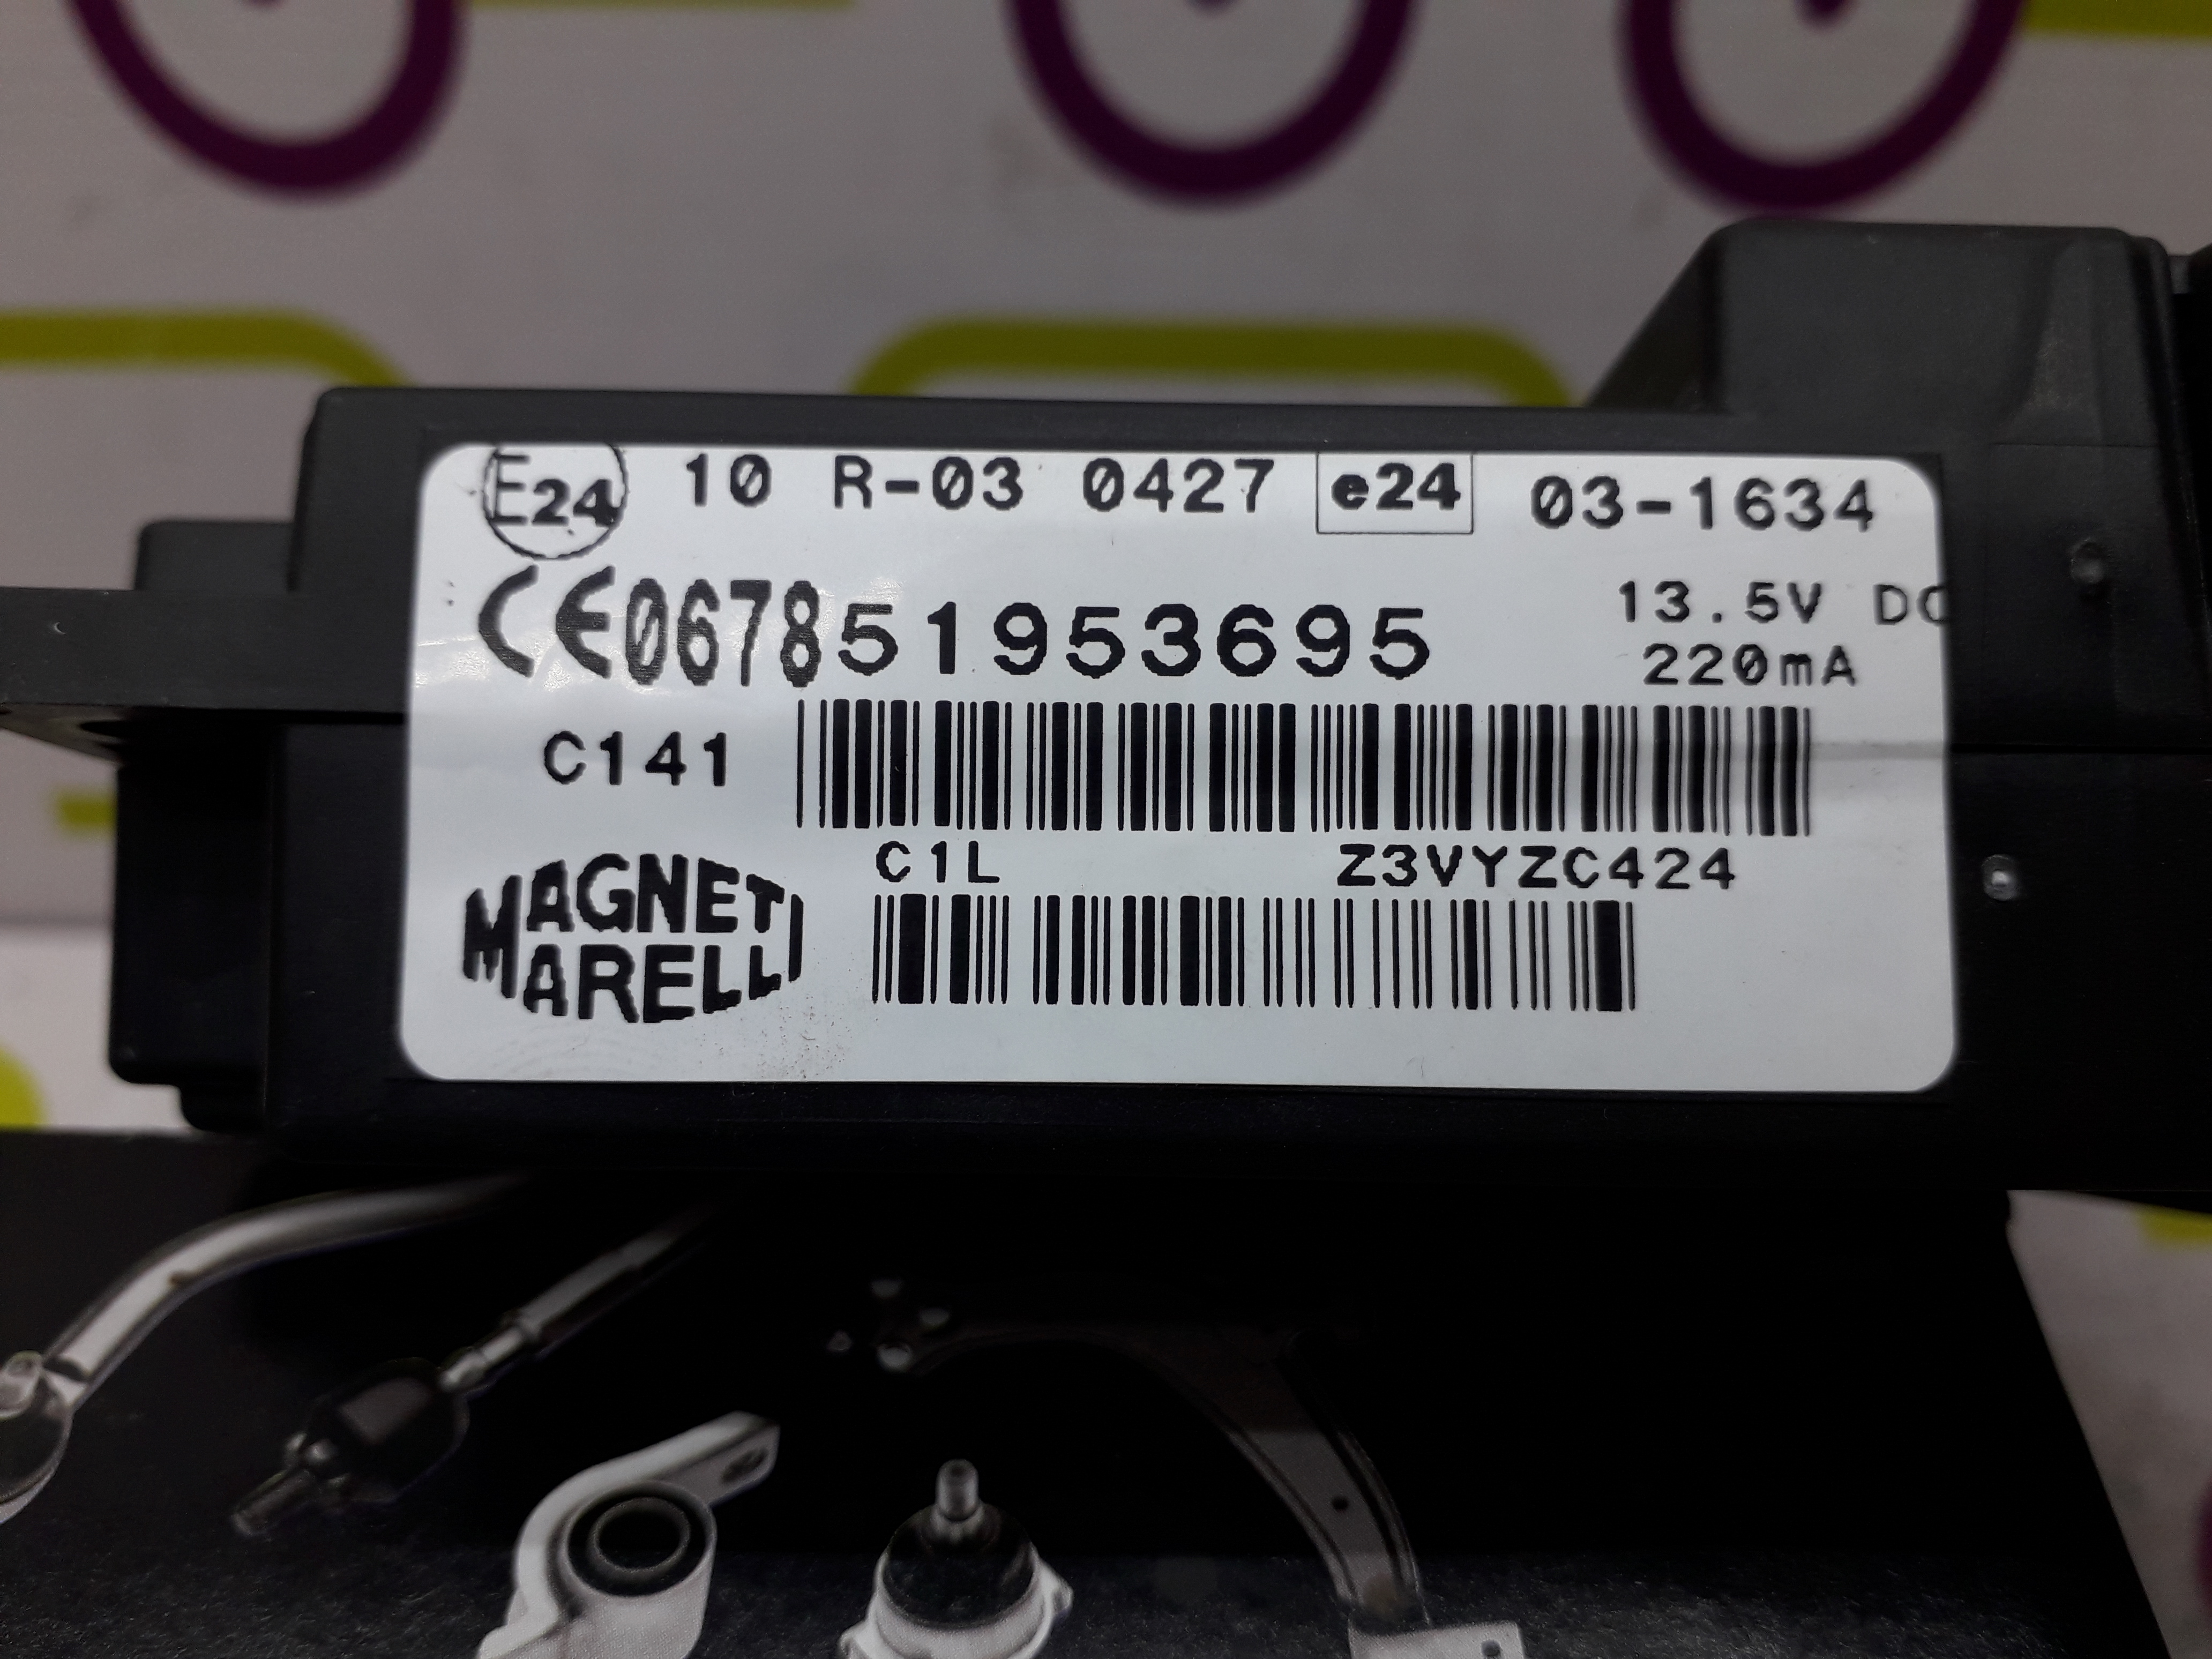 E24 10 R-03 0427 e24 03-1634
CE0678 51953695 13.5V DC
220mA
C141
C1L Z3VYZC424
MAGNETI
MARELLI